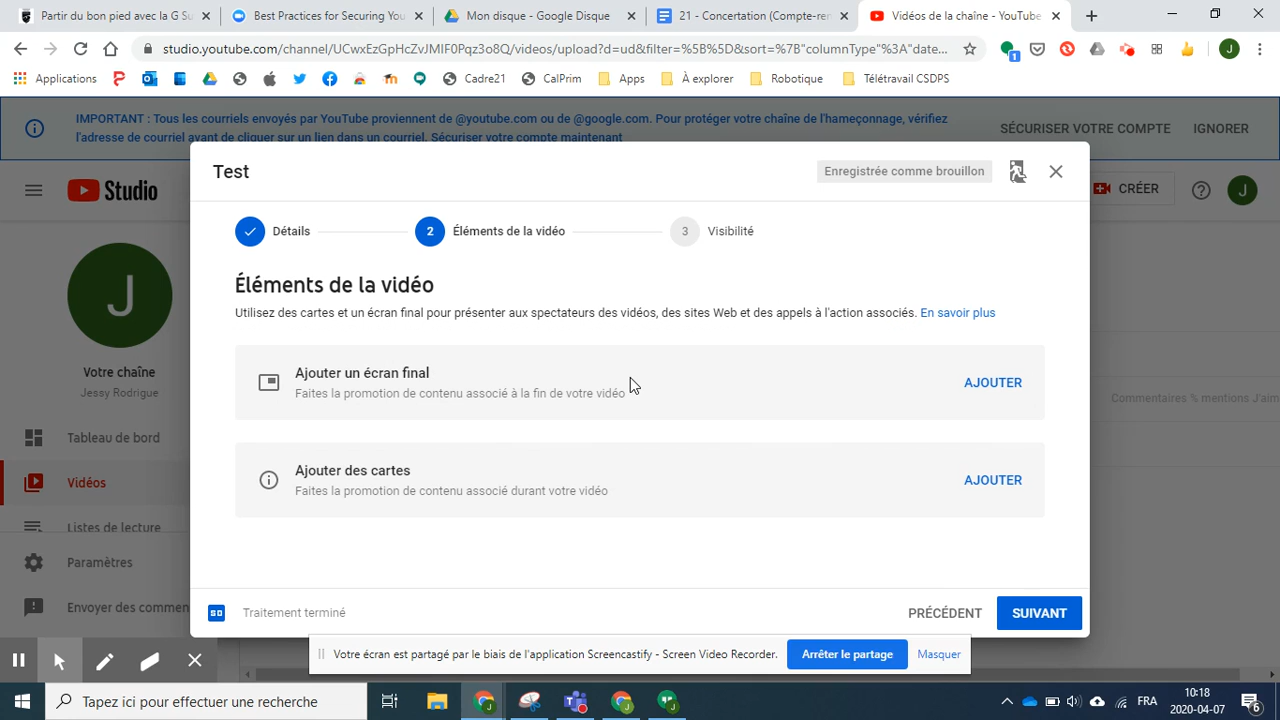 Partir du bon pied avec la G Su
Best Practices for Securing Yo
Mon disque - Google Disque
21 - Concertation (Compte-ren
Vidéos de la chaîne - YouTube
studio.youtube.com/channel/UCwxEzGpHcZvJMIF0Pqz3o8Q/videos/upload?d=ud&filter=%5B%5D&sort=%7B"columnType"%3A"date...
1
J
Applications
Cadre21
CalPrim
Apps
À explorer
Robotique
Télétravail CSDPS
IMPORTANT : Tous les courriels envoyés par YouTube proviennent de @youtube.com ou de @google.com. Pour protéger votre chaîne de l'hameçonnage, vérifiez
l'adresse de courriel avant de cliquer sur un lien dans un courriel. Sécuriser votre compte maintenant
SÉCURISER VOTRE COMPTE
IGNORER
Studio
CRÉER
J
J
Votre chaîne
Jessy Rodrigue
Tableau de bord
Vidéos
Listes de lecture
Paramètres
Envoyer des commen
Commentaires % mentions J'aim
Test
Enregistrée comme brouillon
Détails
2
Éléments de la vidéo
3
Visibilité
Éléments de la vidéo
Utilisez des cartes et un écran final pour présenter aux spectateurs des vidéos, des sites Web et des appels à l'action associés. En savoir plus
Ajouter un écran final
Faites la promotion de contenu associé à la fin de votre vidéo
AJOUTER
Ajouter des cartes
Faites la promotion de contenu associé durant votre vidéo
AJOUTER
SD
Traitement terminé
PRÉCÉDENT
SUIVANT
Votre écran est partagé par le biais de l'application Screencastify - Screen Video Recorder.
Arrêter le partage
Masquer
Tapez ici pour effectuer une recherche
FRA
10:18
2020-04-07
6